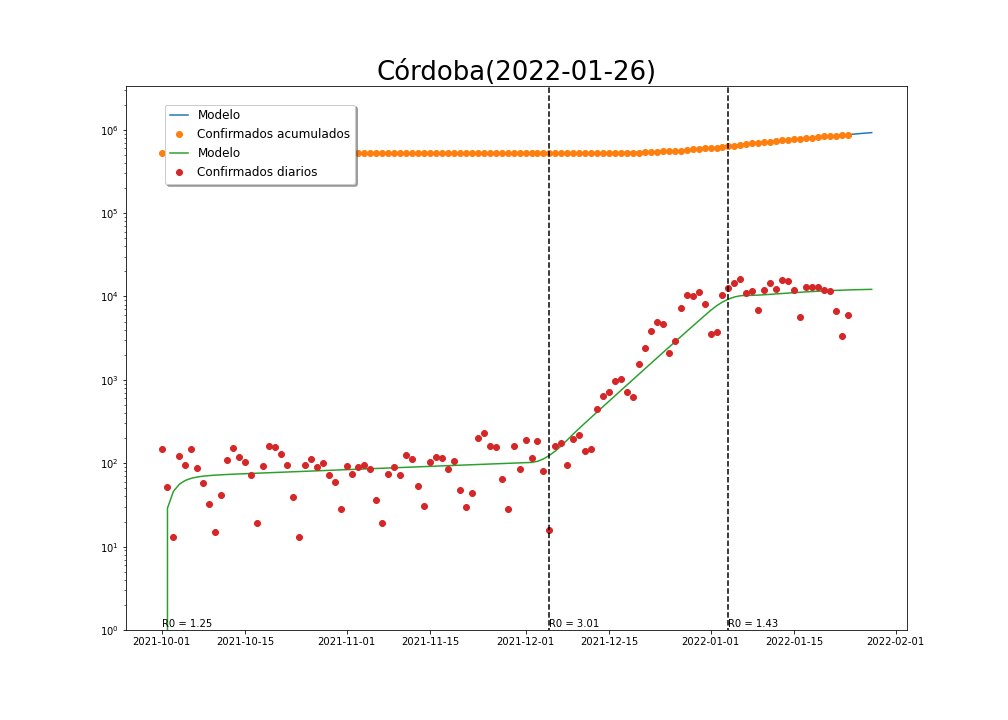 Córdoba(2022-01-26)
Modelo
Confirmados acumulados
Modelo
Confirmados diarios
10⁶
10⁵
10⁴
10³
10²
10¹
10⁰
R0 = 1.25
R0 = 3.01
R0 = 1.43
2021-10-01 2021-10-15 2021-11-01 2021-11-15 2021-12-01 2021-12-15 2022-01-01 2022-01-15 2022-02-01